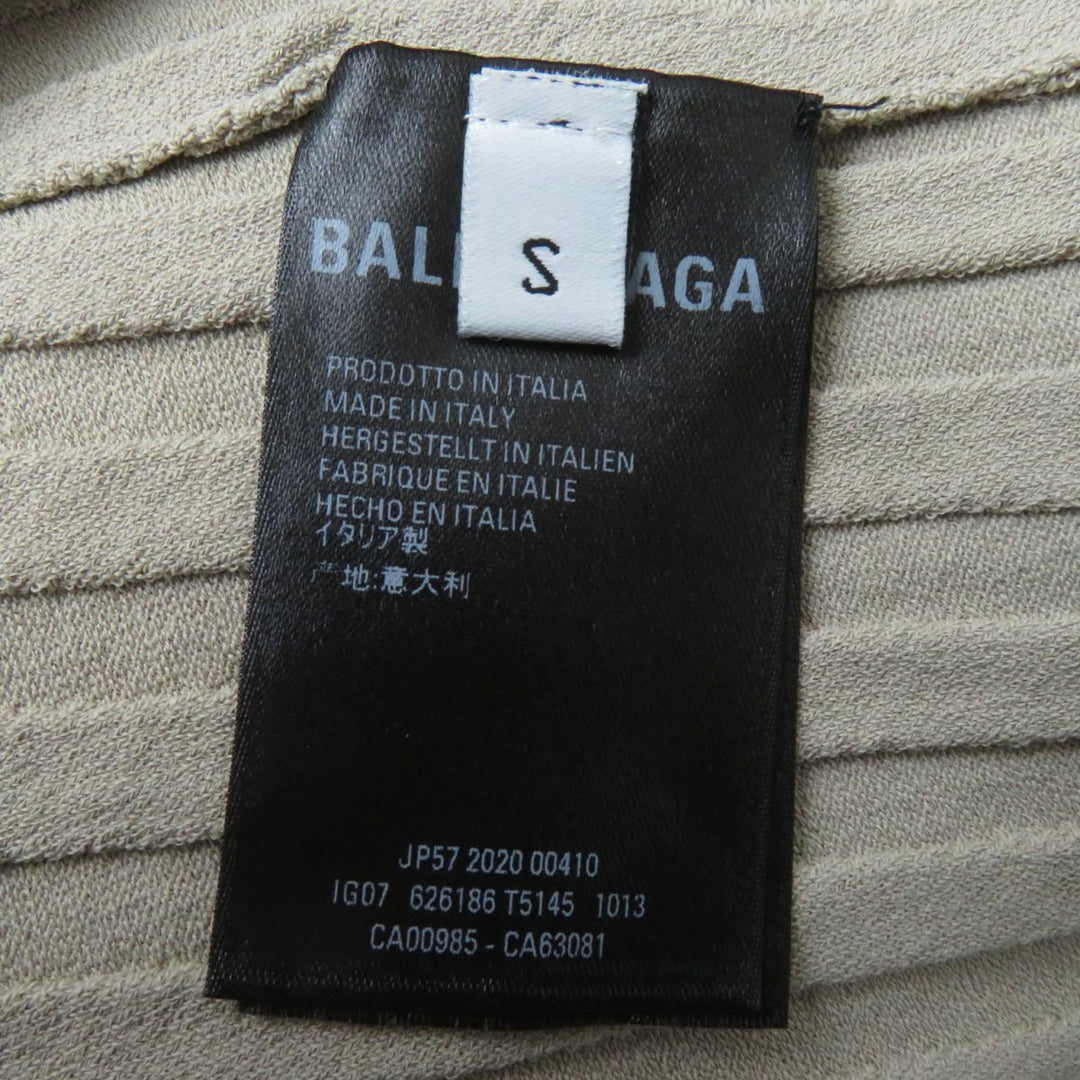 S
BAL AGA
PRODOTTO IN ITALIA
MADE IN ITALY
HERGESTELLT IN ITALIEN
FABRIQUE EN ITALIE
HECHO EN ITALIA
イタリア製
产地:意大利
JP57 2020 00410
IG07 626186 T5145 1013
CA00985 - CA63081